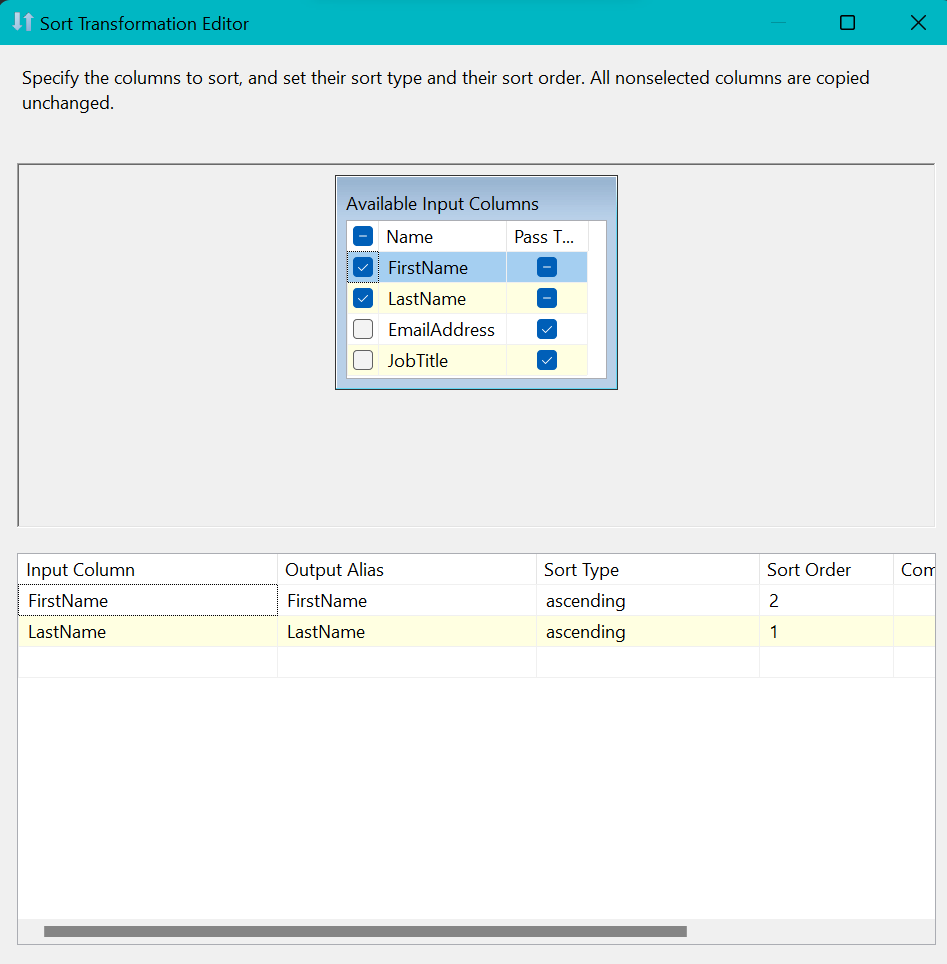 Sort Transformation Editor
Specify the columns to sort, and set their sort type and their sort order. All nonselected columns are copied
unchanged.
Available Input Columns
Name Pass T...
FirstName
LastName
EmailAddress
JobTitle
Input Column Output Alias Sort Type Sort Order Com
FirstName FirstName ascending 2
LastName LastName ascending 1